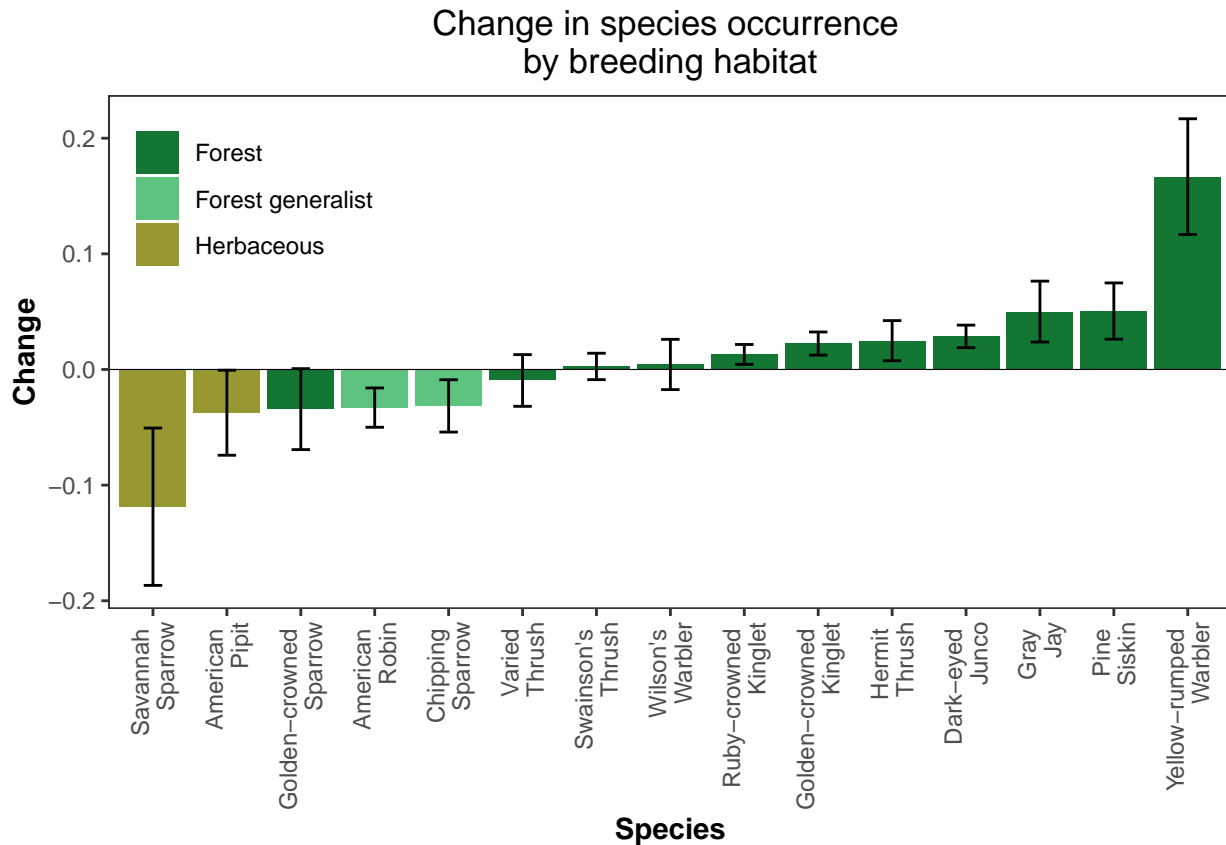 Change in species occurrence
by breeding habitat
Change
0.2
0.1
0.0
−0.1
−0.2
Forest
Forest generalist
Herbaceous
Savannah
Sparrow
American
Pipit
Golden−crowned
Sparrow
American
Robin
Chipping
Sparrow
Varied
Thrush
Swainson's
Thrush
Wilson's
Warbler
Ruby−crowned
Kinglet
Golden−crowned
Kinglet
Hermit
Thrush
Dark−eyed
Junco
Gray
Jay
Pine
Siskin
Yellow−rumped
Warbler
Species